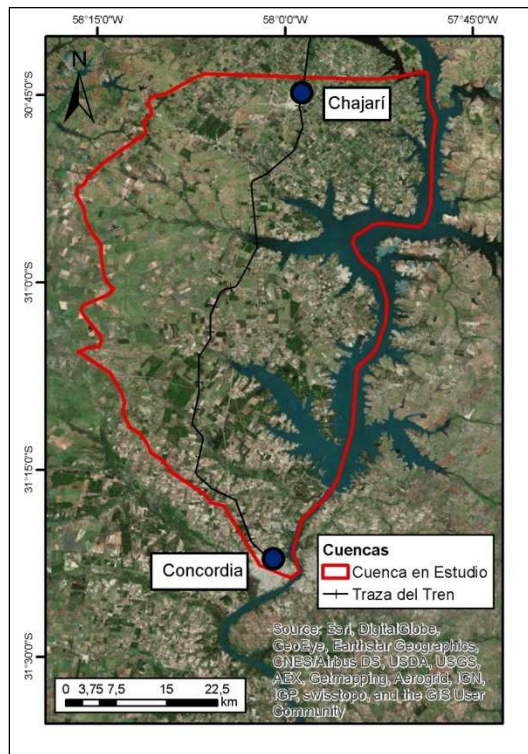 58°15'0"O
58°0'0"O
57°45'0"O
N
30°45'0"S
Chajarí
31°0'0"S
31°15'0"S
Concordia
Cuencas
Cuenca en Estudio
Traza del Tren
31°30'0"S
0 3,75 7,5 15 22,5
km
Source: Esri, DigitalGlobe,
GeoEye, Earthstar Geographics,
CNES/Airbus DS, USDA, USGS,
AEX, Getmapping, Aerogrid, IGN,
IGP, swisstopo, and the GIS User
Community